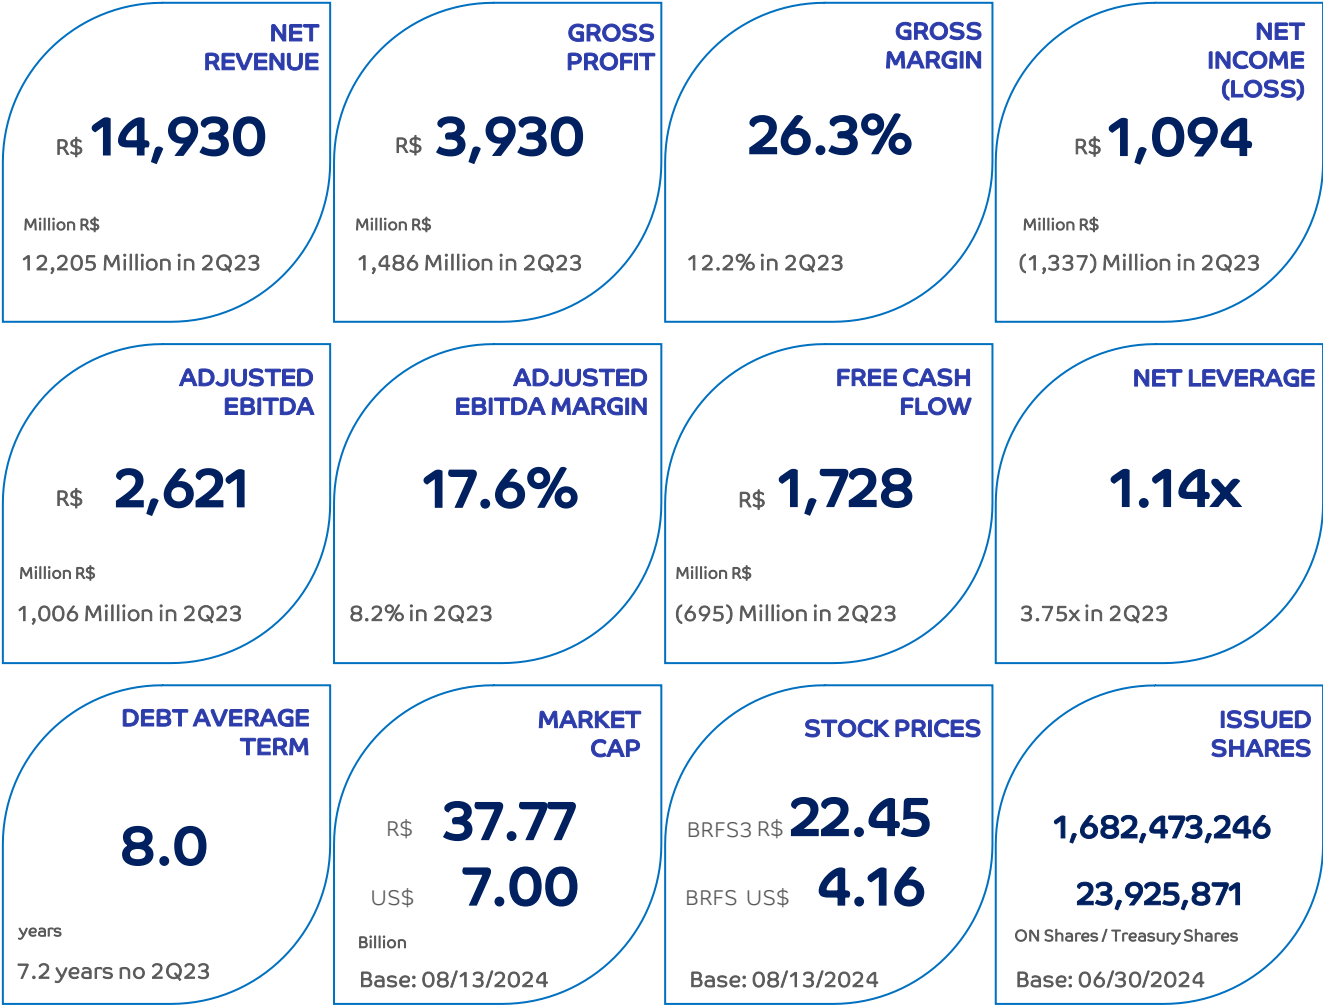 NET
REVENUE
R$ 14,930
Million R$
12,205 Million in 2Q23
GROSS
PROFIT
R$ 3,930
Million R$
1,486 Million in 2Q23
GROSS
MARGIN
26.3%
12.2% in 2Q23
NET
INCOME
(LOSS)
R$ 1,094
Million R$
(1,337) Million in 2Q23
ADJUSTED
EBITDA
R$ 2,621
Million R$
1,006 Million in 2Q23
ADJUSTED
EBITDA MARGIN
17.6%
8.2% in 2Q23
FREE CASH
FLOW
R$ 1,728
Million R$
(695) Million in 2Q23
NET LEVERAGE
1.14x
3.75x in 2Q23
DEBT AVERAGE
TERM
8.0
years
7.2 years no 2Q23
MARKET
CAP
R$ 37.77
US$ 7.00
Billion
Base: 08/13/2024
STOCK PRICES
BRFS3 R$ 22.45
BRFS US$ 4.16
Base: 08/13/2024
ISSUED
SHARES
1,682,473,246
23,925,871
ON Shares / Treasury Shares
Base: 06/30/2024